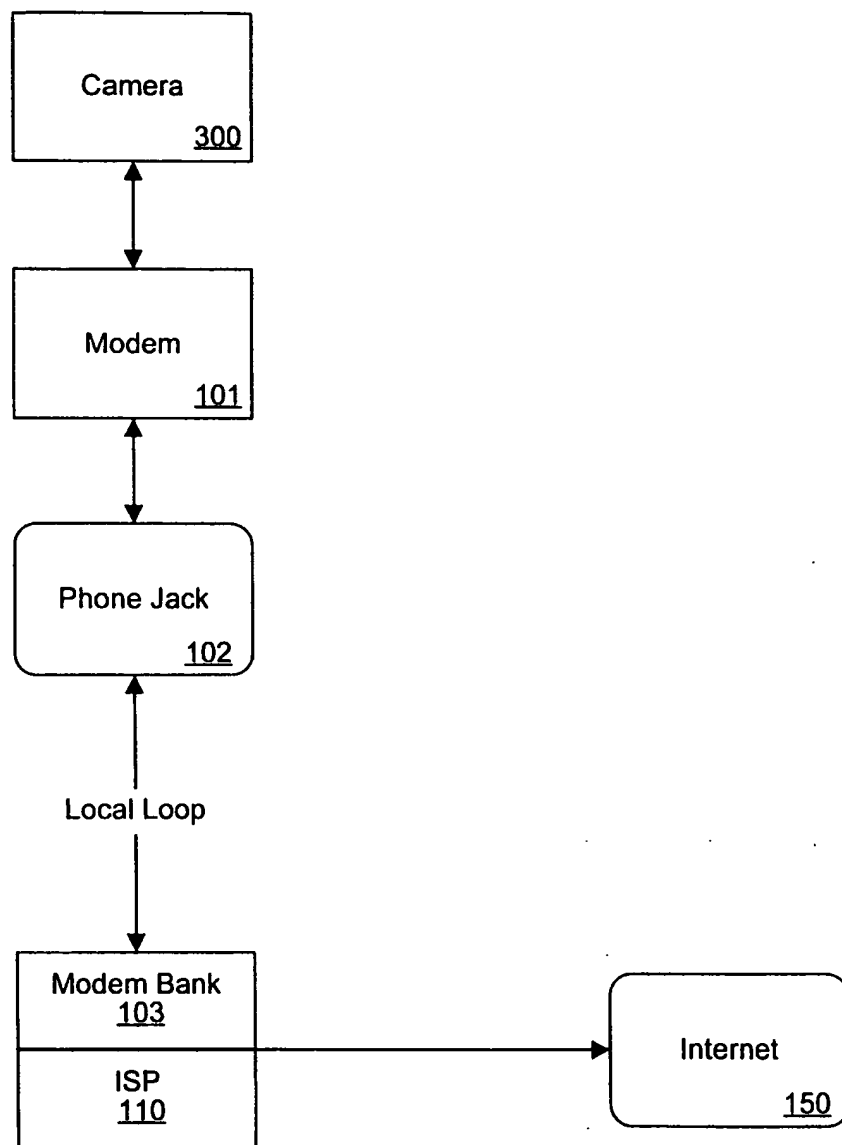 Camera
300
Modem
101
Phone Jack
102
Local Loop
Modem Bank
103
ISP
110
Internet
150